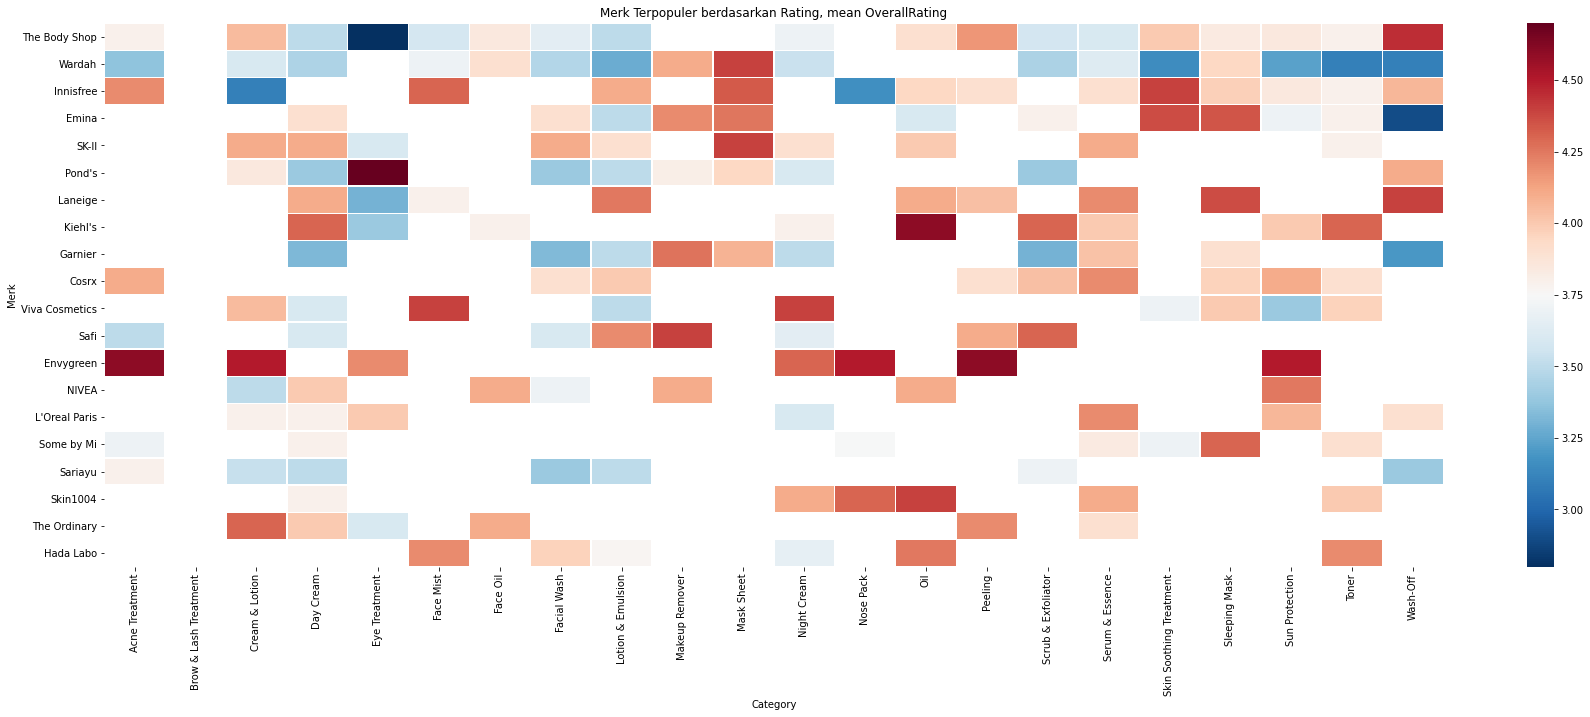 Merk Terpopuler berdasarkan Rating, mean OverallRating
Merk
The Body Shop
Wardah
Innisfree
Emina
SK-II
Pond's
Laneige
Kiehl's
Garnier
Cosrx
Viva Cosmetics
Safi
Envygreen
NIVEA
L'Oreal Paris
Some by Mi
Sariayu
Skin1004
The Ordinary
Hada Labo
Acne Treatment
Brow & Lash Treatment
Cream & Lotion
Day Cream
Eye Treatment
Face Mist
Face Oil
Facial Wash
Lotion & Emulsion
Makeup Remover
Mask Sheet
Night Cream
Nose Pack
Oil
Peeling
Scrub & Exfoliator
Serum & Essence
Skin Soothing Treatment
Sleeping Mask
Sun Protection
Toner
Wash-Off
Category
4.50
4.25
4.00
3.75
3.50
3.25
3.00